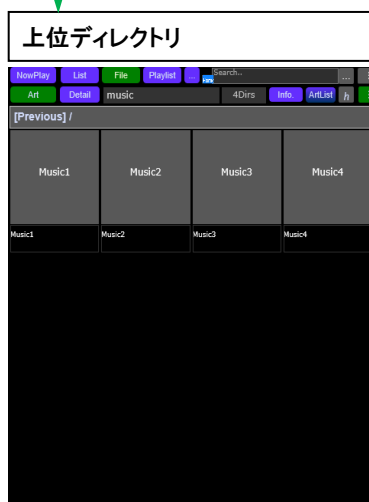 上位ディレクトリ
NowPlay List File Playlist ... Search.. ...
Art Detail music 4Dirs Info. ArtList h
[Previous] /
Music1 Music2 Music3 Music4
Music1 Music2 Music3 Music4